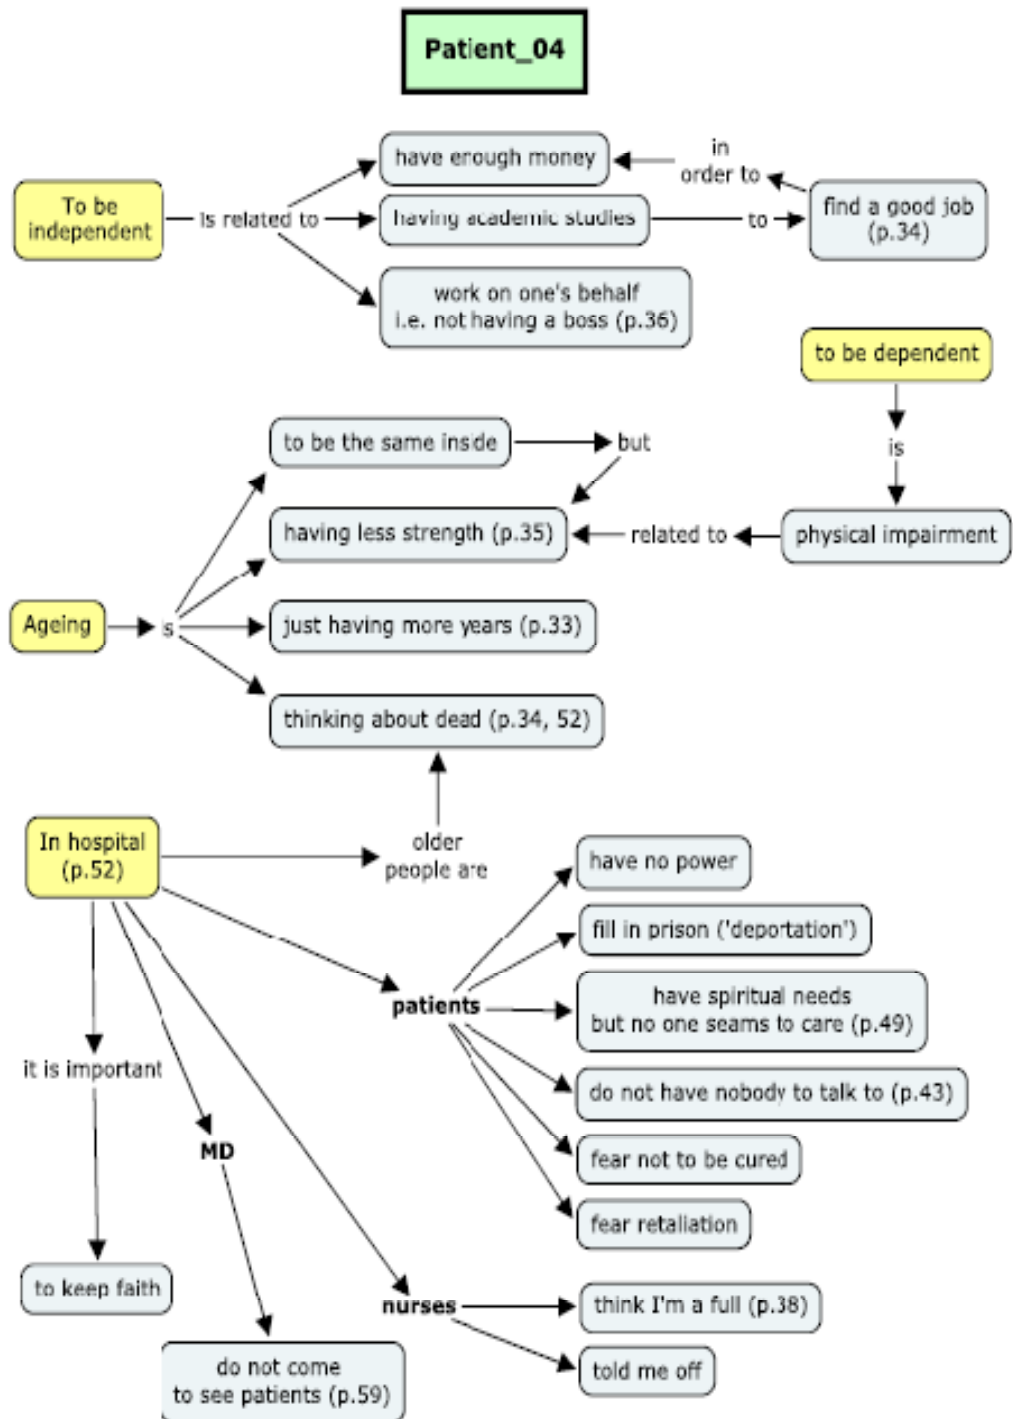 Patient_04
have enough money
in
order to
To be
independent
Is related to
having academic studies
to
find a good job
(p.34)
work on one's behalf
i.e. not having a boss (p.36)
to be dependent
to be the same inside
but
is
having less strength (p.35)
related to
physical impairment
Ageing
is
just having more years (p.33)
thinking about dead (p.34, 52)
In hospital
(p.52)
older
people are
have no power
fill in prison ('deportation')
patients
have spiritual needs
but no one seams to care (p.49)
it is important
do not have nobody to talk to (p.43)
MD
fear not to be cured
fear retaliation
to keep faith
nurses
think I'm a full (p.38)
do not come
to see patients (p.59)
told me off